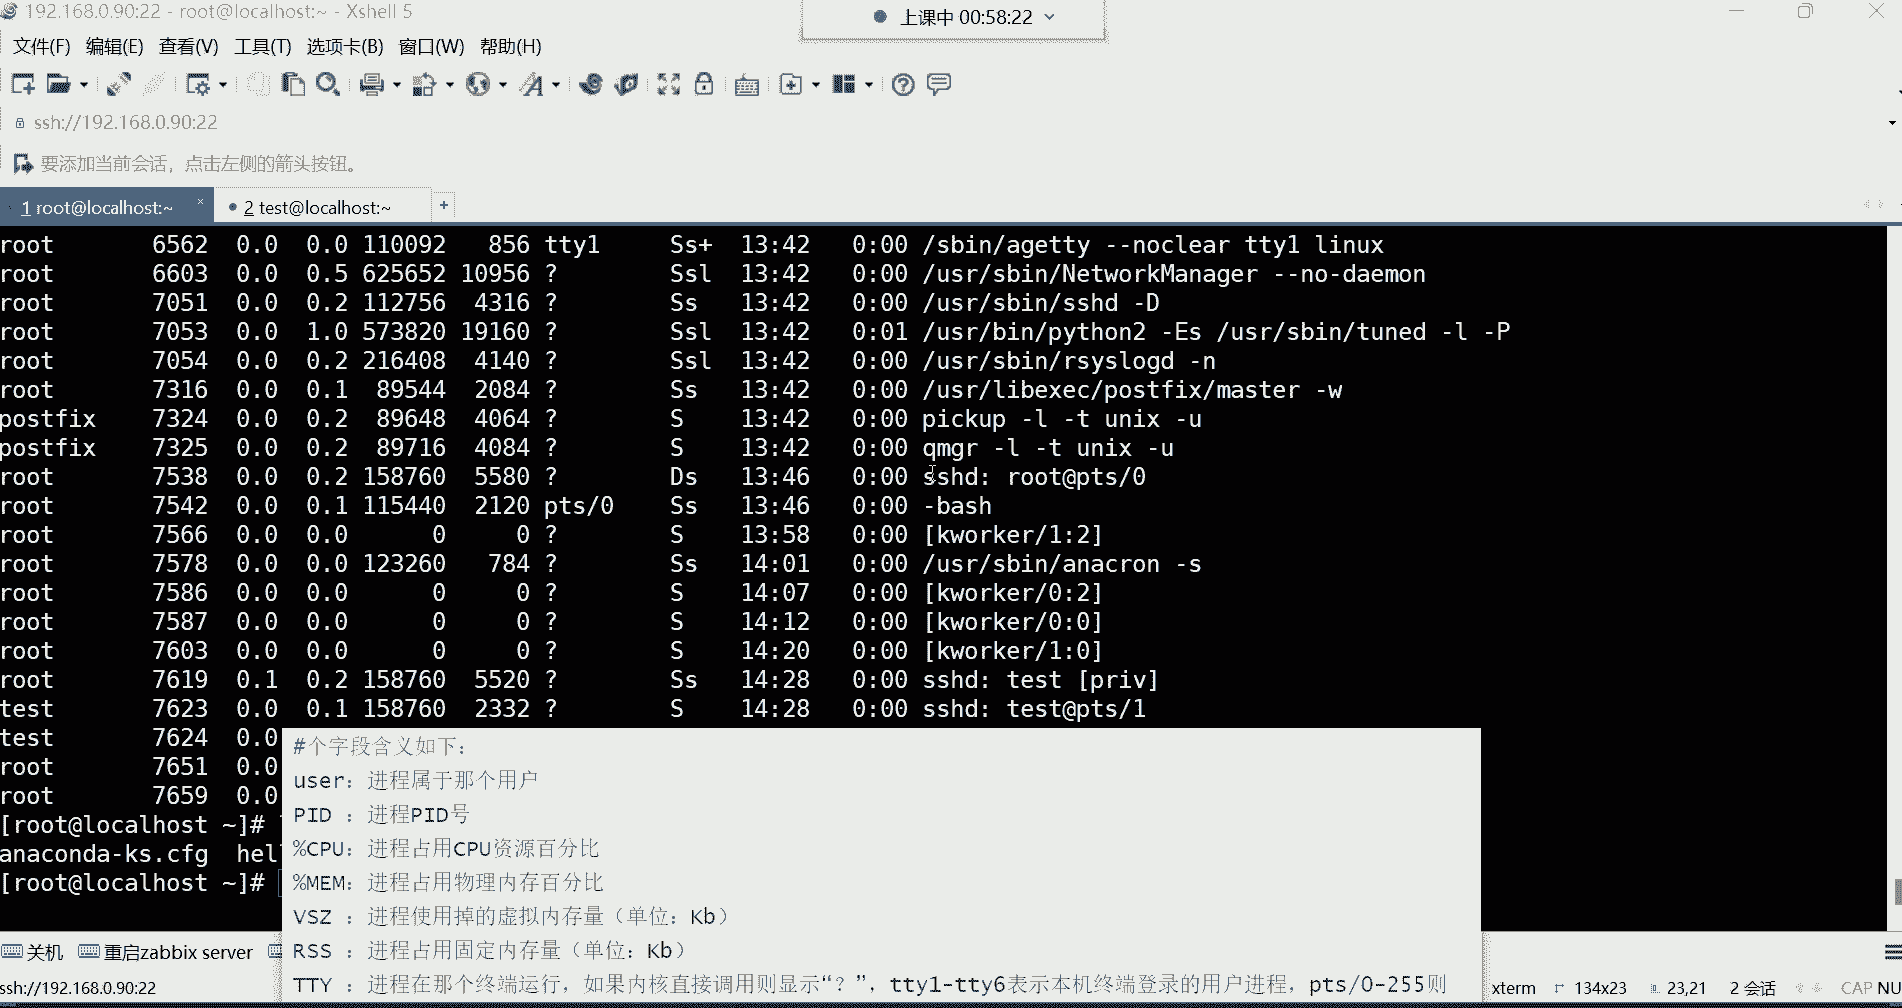 192.168.0.90:22 - root@localhost:~ - Xshell 5
上课中 00:58:22
文件(F) 编辑(E) 查看(V) 工具(T) 选项卡(B) 窗口(W) 帮助(H)
ssh://192.168.0.90:22
要添加当前会话，点击左侧的箭头按钮。
1 root@localhost:~ × 2 test@localhost:~ +
root 6562 0.0 0.0 110092 856 tty1 Ss+ 13:42 0:00 /sbin/agetty --noclear tty1 linux
root 6603 0.0 0.5 625652 10956 ? Ssl 13:42 0:00 /usr/sbin/NetworkManager --no-daemon
root 7051 0.0 0.2 112756 4316 ? Ss 13:42 0:00 /usr/sbin/sshd -D
root 7053 0.0 1.0 573820 19160 ? Ssl 13:42 0:01 /usr/bin/python2 -Es /usr/sbin/tuned -l -P
root 7054 0.0 0.2 216408 4140 ? Ssl 13:42 0:00 /usr/sbin/rsyslogd -n
root 7316 0.0 0.1 89544 2084 ? Ss 13:42 0:00 /usr/libexec/postfix/master -w
postfix 7324 0.0 0.2 89648 4064 ? S 13:42 0:00 pickup -l -t unix -u
postfix 7325 0.0 0.2 89716 4084 ? S 13:42 0:00 qmgr -l -t unix -u
root 7538 0.0 0.2 158760 5580 ? Ds 13:46 0:00 sshd: root@pts/0
root 7542 0.0 0.1 115440 2120 pts/0 Ss 13:46 0:00 -bash
root 7566 0.0 0.0 0 0 ? S 13:58 0:00 [kworker/1:2]
root 7578 0.0 0.0 123260 784 ? Ss 14:01 0:00 /usr/sbin/anacron -s
root 7586 0.0 0.0 0 0 ? S 14:07 0:00 [kworker/0:2]
root 7587 0.0 0.0 0 0 ? S 14:12 0:00 [kworker/0:0]
root 7603 0.0 0.0 0 0 ? S 14:20 0:00 [kworker/1:0]
root 7619 0.1 0.2 158760 5520 ? Ss 14:28 0:00 sshd: test [priv]
test 7623 0.0 0.1 158760 2332 ? S 14:28 0:00 sshd: test@pts/1
test 7624 0.0
root 7651 0.0
root 7659 0.0
[root@localhost ~]#
anaconda-ks.cfg hel
[root@localhost ~]#
#个字段含义如下：
user：进程属于那个用户
PID ：进程PID号
%CPU：进程占用CPU资源百分比
%MEM：进程占用物理内存百分比
VSZ ：进程使用掉的虚拟内存量（单位：Kb）
RSS ：进程占用固定内存量（单位：Kb）
TTY ：进程在那个终端运行，如果内核直接调用则显示“？”，tty1-tty6表示本机终端登录的用户进程，pts/0-255则
关机 重启zabbix server
ssh://192.168.0.90:22 xterm 134x23 23,21 2 会话 CAP NU